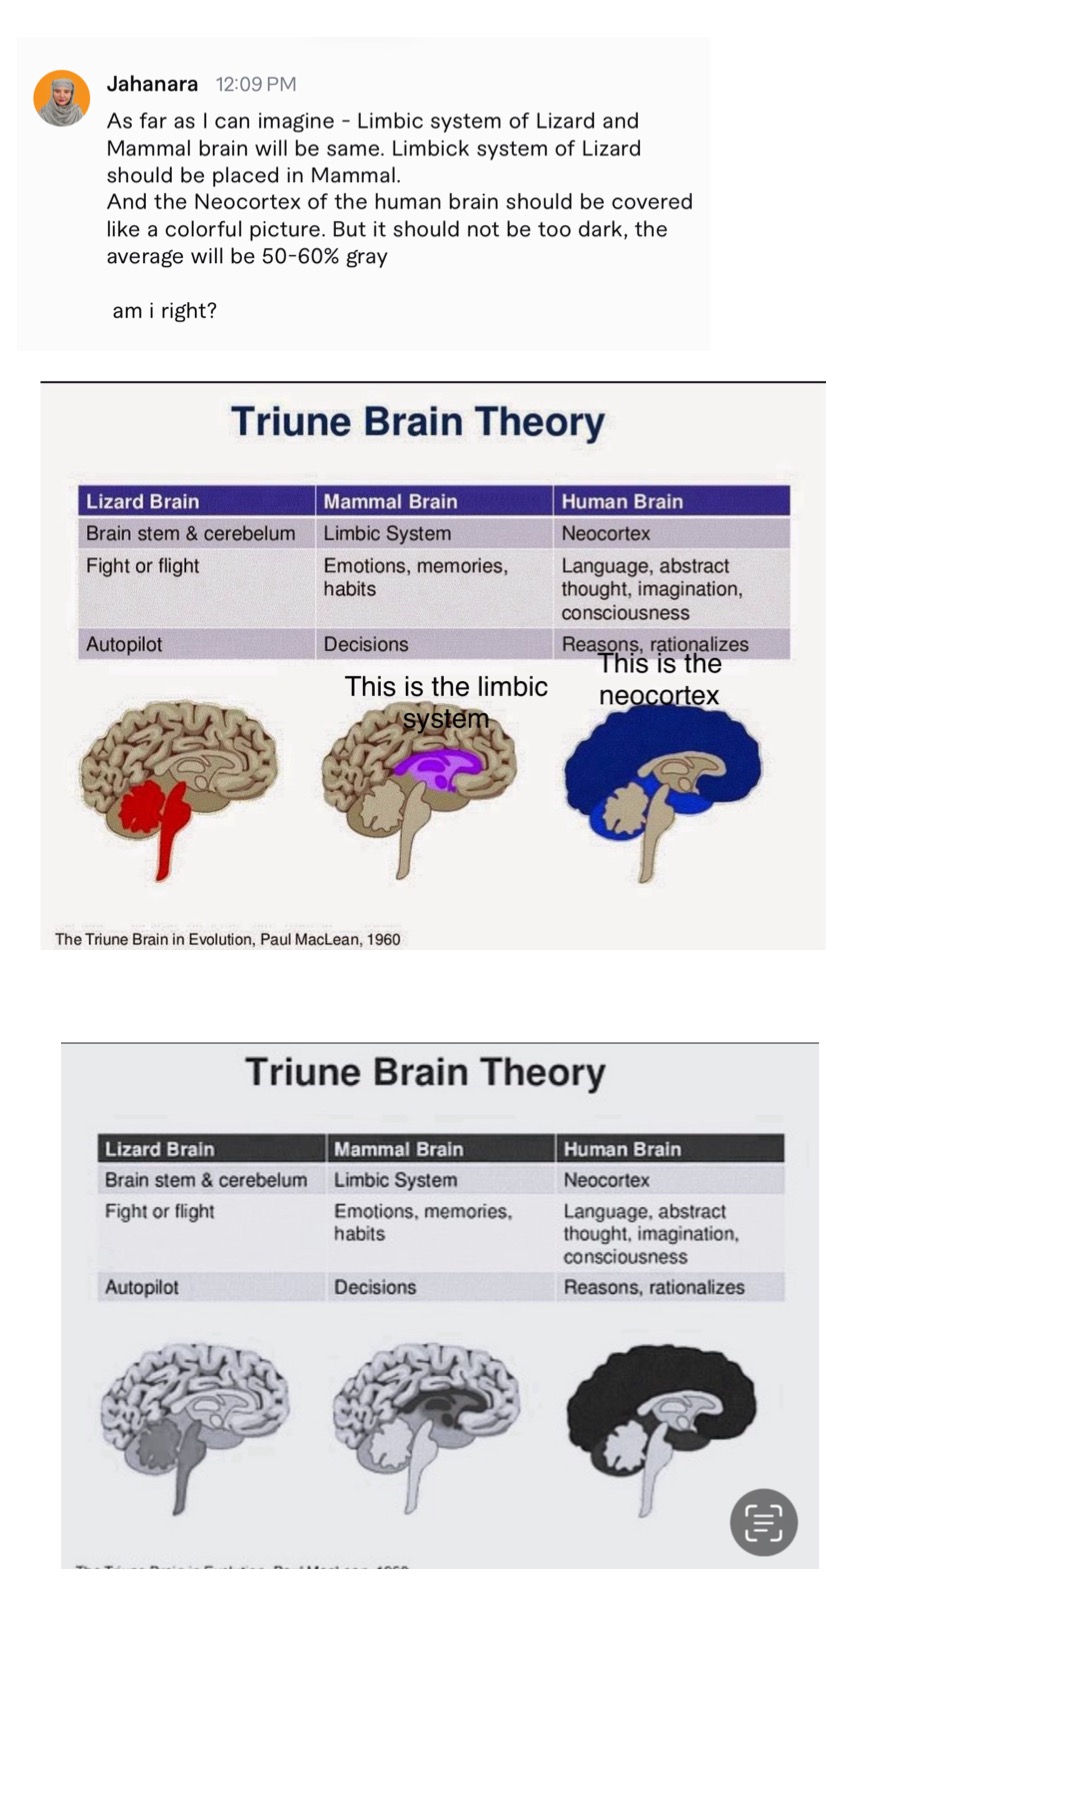 Jahanara 12:09 PM
As far as I can imagine - Limbic system of Lizard and
Mammal brain will be same. Limbick system of Lizard
should be placed in Mammal.
And the Neocortex of the human brain should be covered
like a colorful picture. But it should not be too dark, the
average will be 50-60% gray
am i right?
Triune Brain Theory
Lizard Brain Mammal Brain Human Brain
Brain stem & cerebelum Limbic System Neocortex
Fight or flight Emotions, memories, Language, abstract
habits thought, imagination,
consciousness
Autopilot Decisions Reasons, rationalizes
This is the limbic
system
This is the
neocortex
The Triune Brain in Evolution, Paul MacLean, 1960
Triune Brain Theory
Lizard Brain Mammal Brain Human Brain
Brain stem & cerebelum Limbic System Neocortex
Fight or flight Emotions, memories, Language, abstract
habits thought, imagination,
consciousness
Autopilot Decisions Reasons, rationalizes